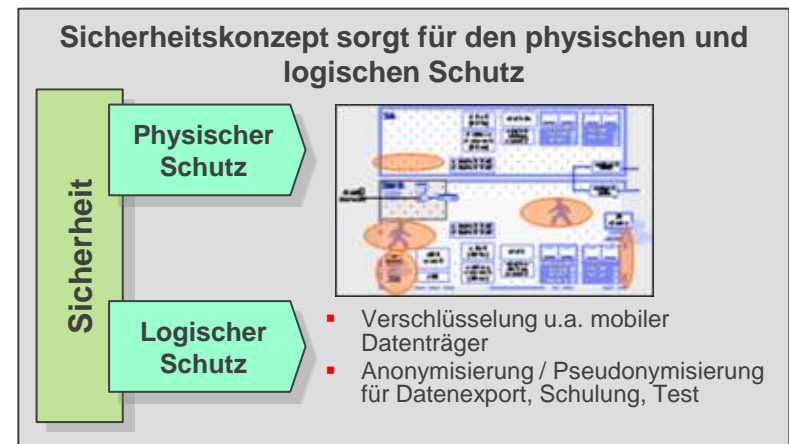 Sicherheitskonzept sorgt für den physischen und
logischen Schutz
Sicherheit
Physischer
Schutz
Logischer
Schutz
▪ Verschlüsselung u.a. mobiler
Datenträger
▪ Anonymisierung / Pseudonymisierung
für Datenexport, Schulung, Test